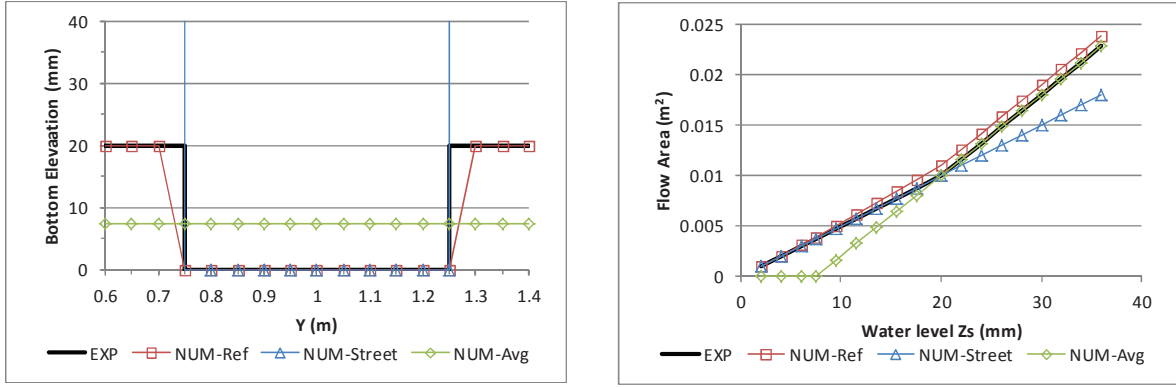 Bottom Elevation (mm)
40
30
20
10
0
0.6 0.7 0.8 0.9 1 1.1 1.2 1.3 1.4
Y (m)
EXP NUM-Ref NUM-Street NUM-Avg
Flow Area (m²)
0.025
0.02
0.015
0.01
0.005
0
0 10 20 30 40
Water level Zs (mm)
EXP NUM-Ref NUM-Street NUM-Avg